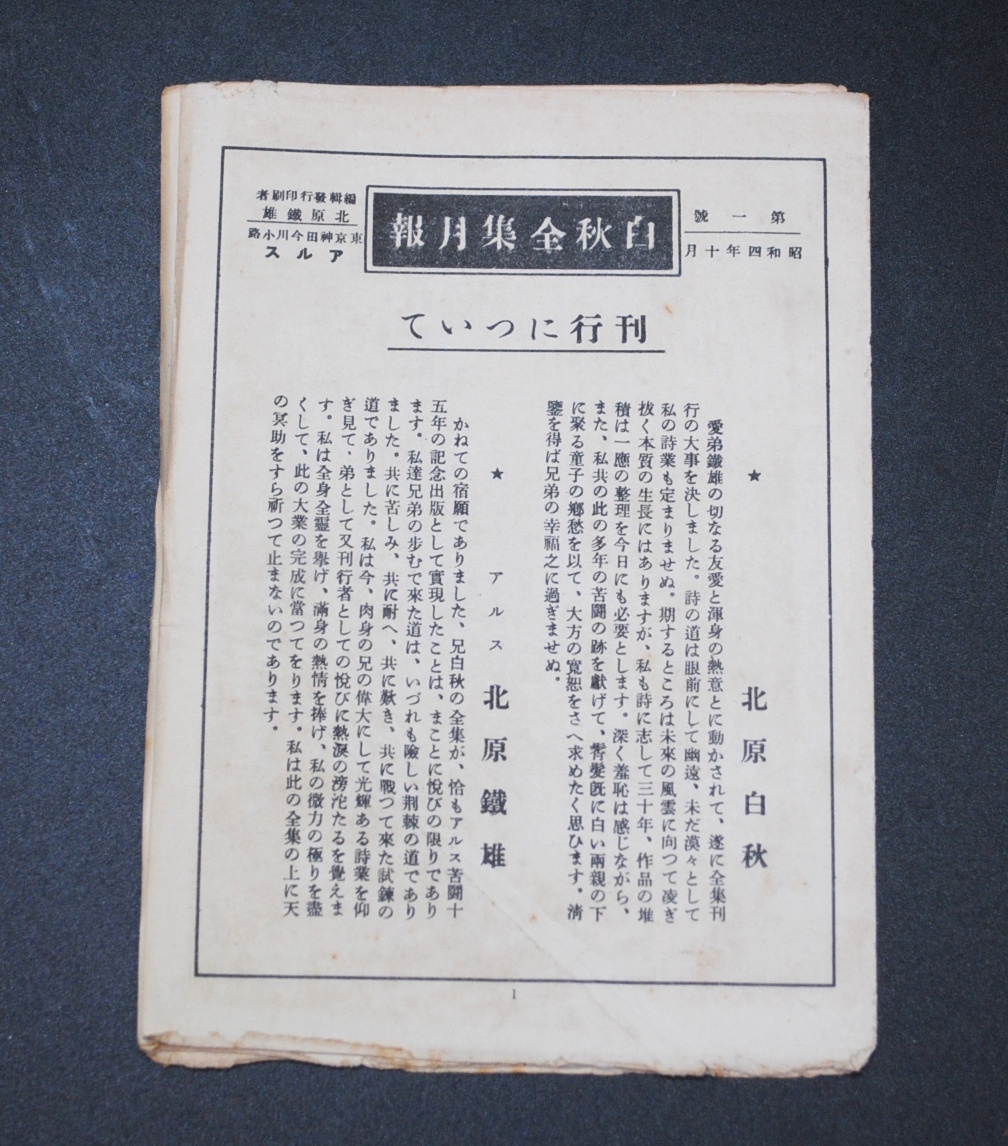 第一號
昭和四年十月
白秋全集月報
編輯發行印刷者
北原鐵雄
東京神田今川小路
アルス
刊行について
★ 北原白秋
愛弟鐵雄の切なる友愛と渾身の熱意とに動かされて、遂に全集刊
行の大事を決しました。詩の道は眼前にして幽遠、未だ漠々として
私の詩業も定まりませぬ。期するところは未來の風雲に向つて凌ぎ
拔く本質の生長にはありますが、私も詩に志して三十年、作品の堆
積は一應の整理を今日にも必要とします。深く羞恥は感じながら、
また、私共の此の多年の苦鬪の跡を獻げて、鬢髮既に白い兩親の下
に聚る童子の鄕愁を以て、大方の寬恕をさへ求めたく思ひます。淸
鑒を得ば兄弟の幸福之に過ぎませぬ。
★ アルス 北原鐵雄
かねての宿願でありました、兄白秋の全集が、恰もアルス苦鬪十
五年の記念出版として實現したことは、まことに悅びの限りであり
ます。私達兄弟の步むで來た道は、いづれも險しい荆棘の道であり
ました。共に苦しみ、共に耐へ、共に歎き、共に戰つて來た試鍊の
道でありました。私は今、肉身の兄の偉大にして光輝ある詩業を仰
ぎ見て、弟として又刊行者としての悅びに熱淚の滂沱たるを覺えま
す。私は全身全靈を擧げ、滿身の熱情を捧げ、私の微力の極りを盡
くして、此の大業の完成に當つてをります。私は此の全集の上に天
の冥助をすら祈つて止まないのであります。
1